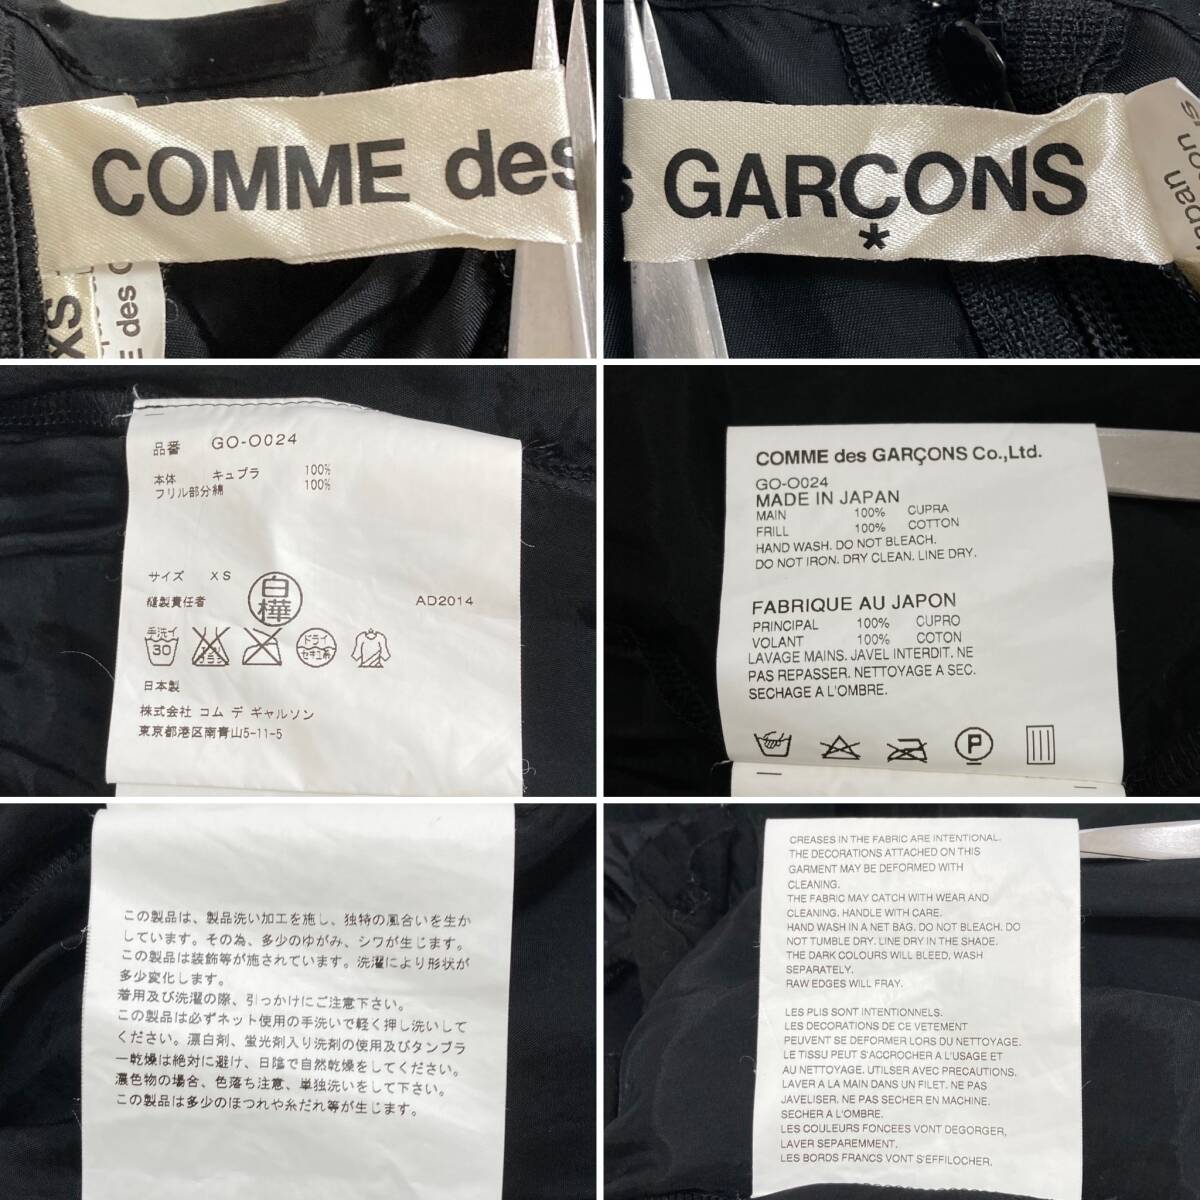 COMME des
XS
des
GARÇONS
*
品番 GO-O024
本体 キュプラ 100%
フリル部分綿 100%
サイズ XS
縫製責任者 白樺 AD2014
手洗イ 30 ドライ セキユ系
日本製
株式会社 コム デ ギャルソン
東京都港区南青山5-11-5
COMME des GARÇONS Co.,Ltd.
GO-O024
MADE IN JAPAN
MAIN 100% CUPRA
FRILL 100% COTTON
HAND WASH. DO NOT BLEACH.
DO NOT IRON. DRY CLEAN. LINE DRY.
FABRIQUE AU JAPON
PRINCIPAL 100% CUPRO
VOLANT 100% COTON
LAVAGE MAINS. JAVEL INTERDIT. NE
PAS REPASSER. NETTOYAGE A SEC.
SECHAGE A L'OMBRE.
P
この製品は、製品洗い加工を施し、独特の風合いを生か
しています。その為、多少のゆがみ、シワが生じます。
この製品は装飾等が施されています。洗濯により形状が
多少変化します。
着用及び洗濯の際、引っかけにご注意下さい。
この製品は必ずネット使用の手洗いで軽く押し洗いして
ください。漂白剤、蛍光剤入り洗剤の使用及びタンブラ
ー乾燥は絶対に避け、日陰で自然乾燥をしてください。
濃色物の場合、色落ち注意、単独洗いをして下さい。
この製品は多少のほつれや糸だれ等が生じます。
CREASES IN THE FABRIC ARE INTENTIONAL.
THE DECORATIONS ATTACHED ON THIS
GARMENT MAY BE DEFORMED WITH
CLEANING.
THE FABRIC MAY CATCH WITH WEAR AND
CLEANING. HANDLE WITH CARE.
HAND WASH IN A NET BAG. DO NOT BLEACH. DO
NOT TUMBLE DRY. LINE DRY IN THE SHADE.
THE DARK COLOURS WILL BLEED. WASH
SEPARATELY.
RAW EDGES WILL FRAY.
LES PLIS SONT INTENTIONNELS.
LES DECORATIONS DE CE VETEMENT
PEUVENT SE DEFORMER LORS DU NETTOYAGE.
LE TISSU PEUT S'ACCROCHER A L'USAGE ET
AU NETTOYAGE. UTILSER AVEC PRECAUTIONS.
LAVER A LA MAIN DANS UN FILET. NE PAS
JAVELISER. NE PAS SECHER EN MACHINE.
SECHER A L'OMBRE.
LES COULEURS FONCEES VONT DEGORGER,
LAVER SEPAREMMENT.
LES BORDS FRANCS VONT S'EFFILOCHER.